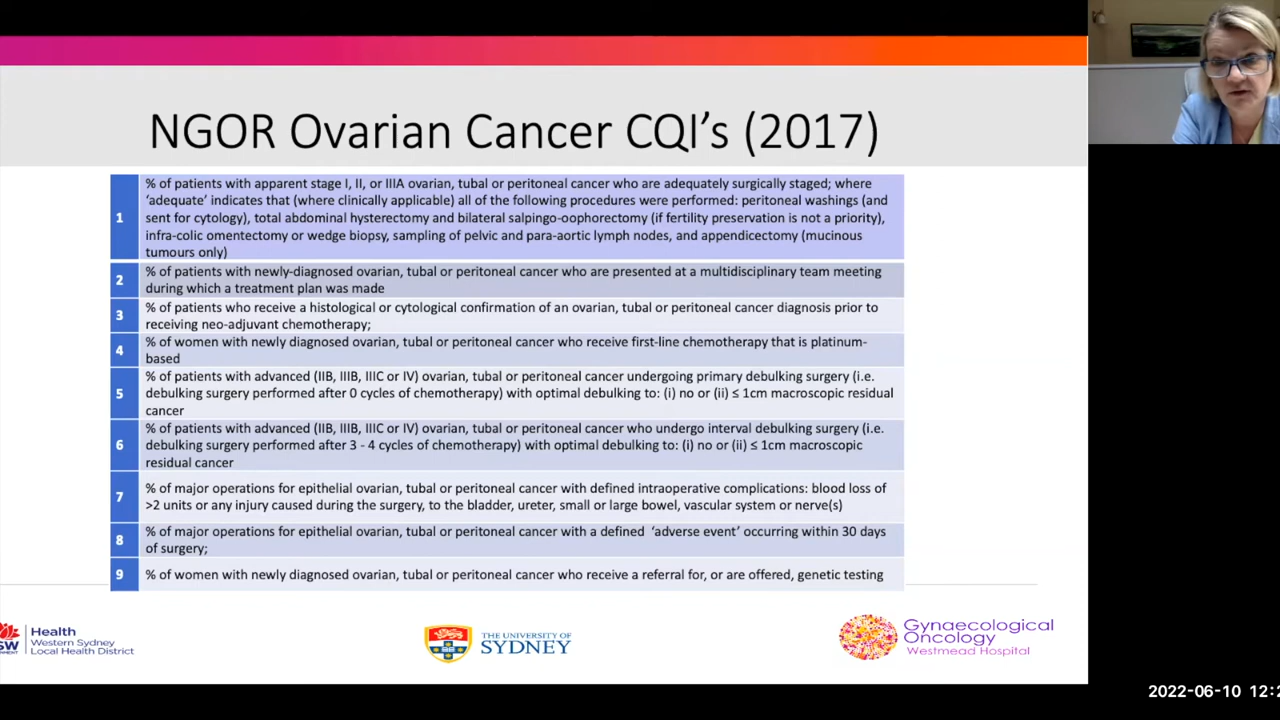 NGOR Ovarian Cancer CQI's (2017)
1
% of patients with apparent stage I, II, or IIIA ovarian, tubal or peritoneal cancer who are adequately surgically staged; where
'adequate' indicates that (where clinically applicable) all of the following procedures were performed: peritoneal washings (and
sent for cytology), total abdominal hysterectomy and bilateral salpingo-oophorectomy (if fertility preservation is not a priority),
infra-colic omentectomy or wedge biopsy, sampling of pelvic and para-aortic lymph nodes, and appendicectomy (mucinous
tumours only)
2
% of patients with newly-diagnosed ovarian, tubal or peritoneal cancer who are presented at a multidisciplinary team meeting
during which a treatment plan was made
3
% of patients who receive a histological or cytological confirmation of an ovarian, tubal or peritoneal cancer diagnosis prior to
receiving neo-adjuvant chemotherapy;
4
% of women with newly diagnosed ovarian, tubal or peritoneal cancer who receive first-line chemotherapy that is platinum-
based
5
% of patients with advanced (IIB, IIIB, IIIC or IV) ovarian, tubal or peritoneal cancer undergoing primary debulking surgery (i.e.
debulking surgery performed after 0 cycles of chemotherapy) with optimal debulking to: (i) no or (ii) ≤ 1cm macroscopic residual
cancer
6
% of patients with advanced (IIB, IIIB, IIIC or IV) ovarian, tubal or peritoneal cancer who undergo interval debulking surgery (i.e.
debulking surgery performed after 3 - 4 cycles of chemotherapy) with optimal debulking to: (i) no or (ii) ≤ 1cm macroscopic
residual cancer
7
% of major operations for epithelial ovarian, tubal or peritoneal cancer with defined intraoperative complications: blood loss of
>2 units or any injury caused during the surgery, to the bladder, ureter, small or large bowel, vascular system or nerve(s)
8
% of major operations for epithelial ovarian, tubal or peritoneal cancer with a defined 'adverse event' occurring within 30 days
of surgery;
9
% of women with newly diagnosed ovarian, tubal or peritoneal cancer who receive a referral for, or are offered, genetic testing
Health
Western Sydney
Local Health District
THE UNIVERSITY OF
SYDNEY
Gynaecological
Oncology
Westmead Hospital
2022-06-10 12:2